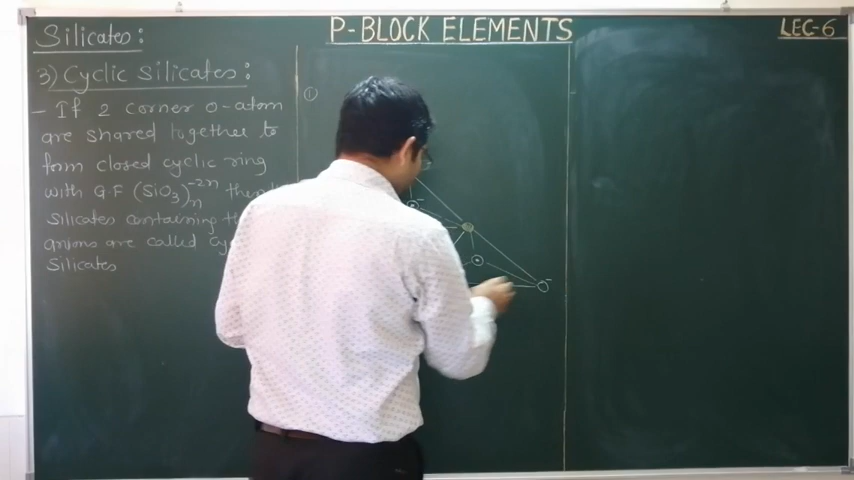 P-BLOCK ELEMENTS
LEC-6
Silicates:
3) Cyclic silicates:
- If 2 corner O-atom
are shared together to
form closed cyclic ring
with G.F (SiO₃)ₙ⁻²ⁿ
silicates containing
anions are called
silicates
①